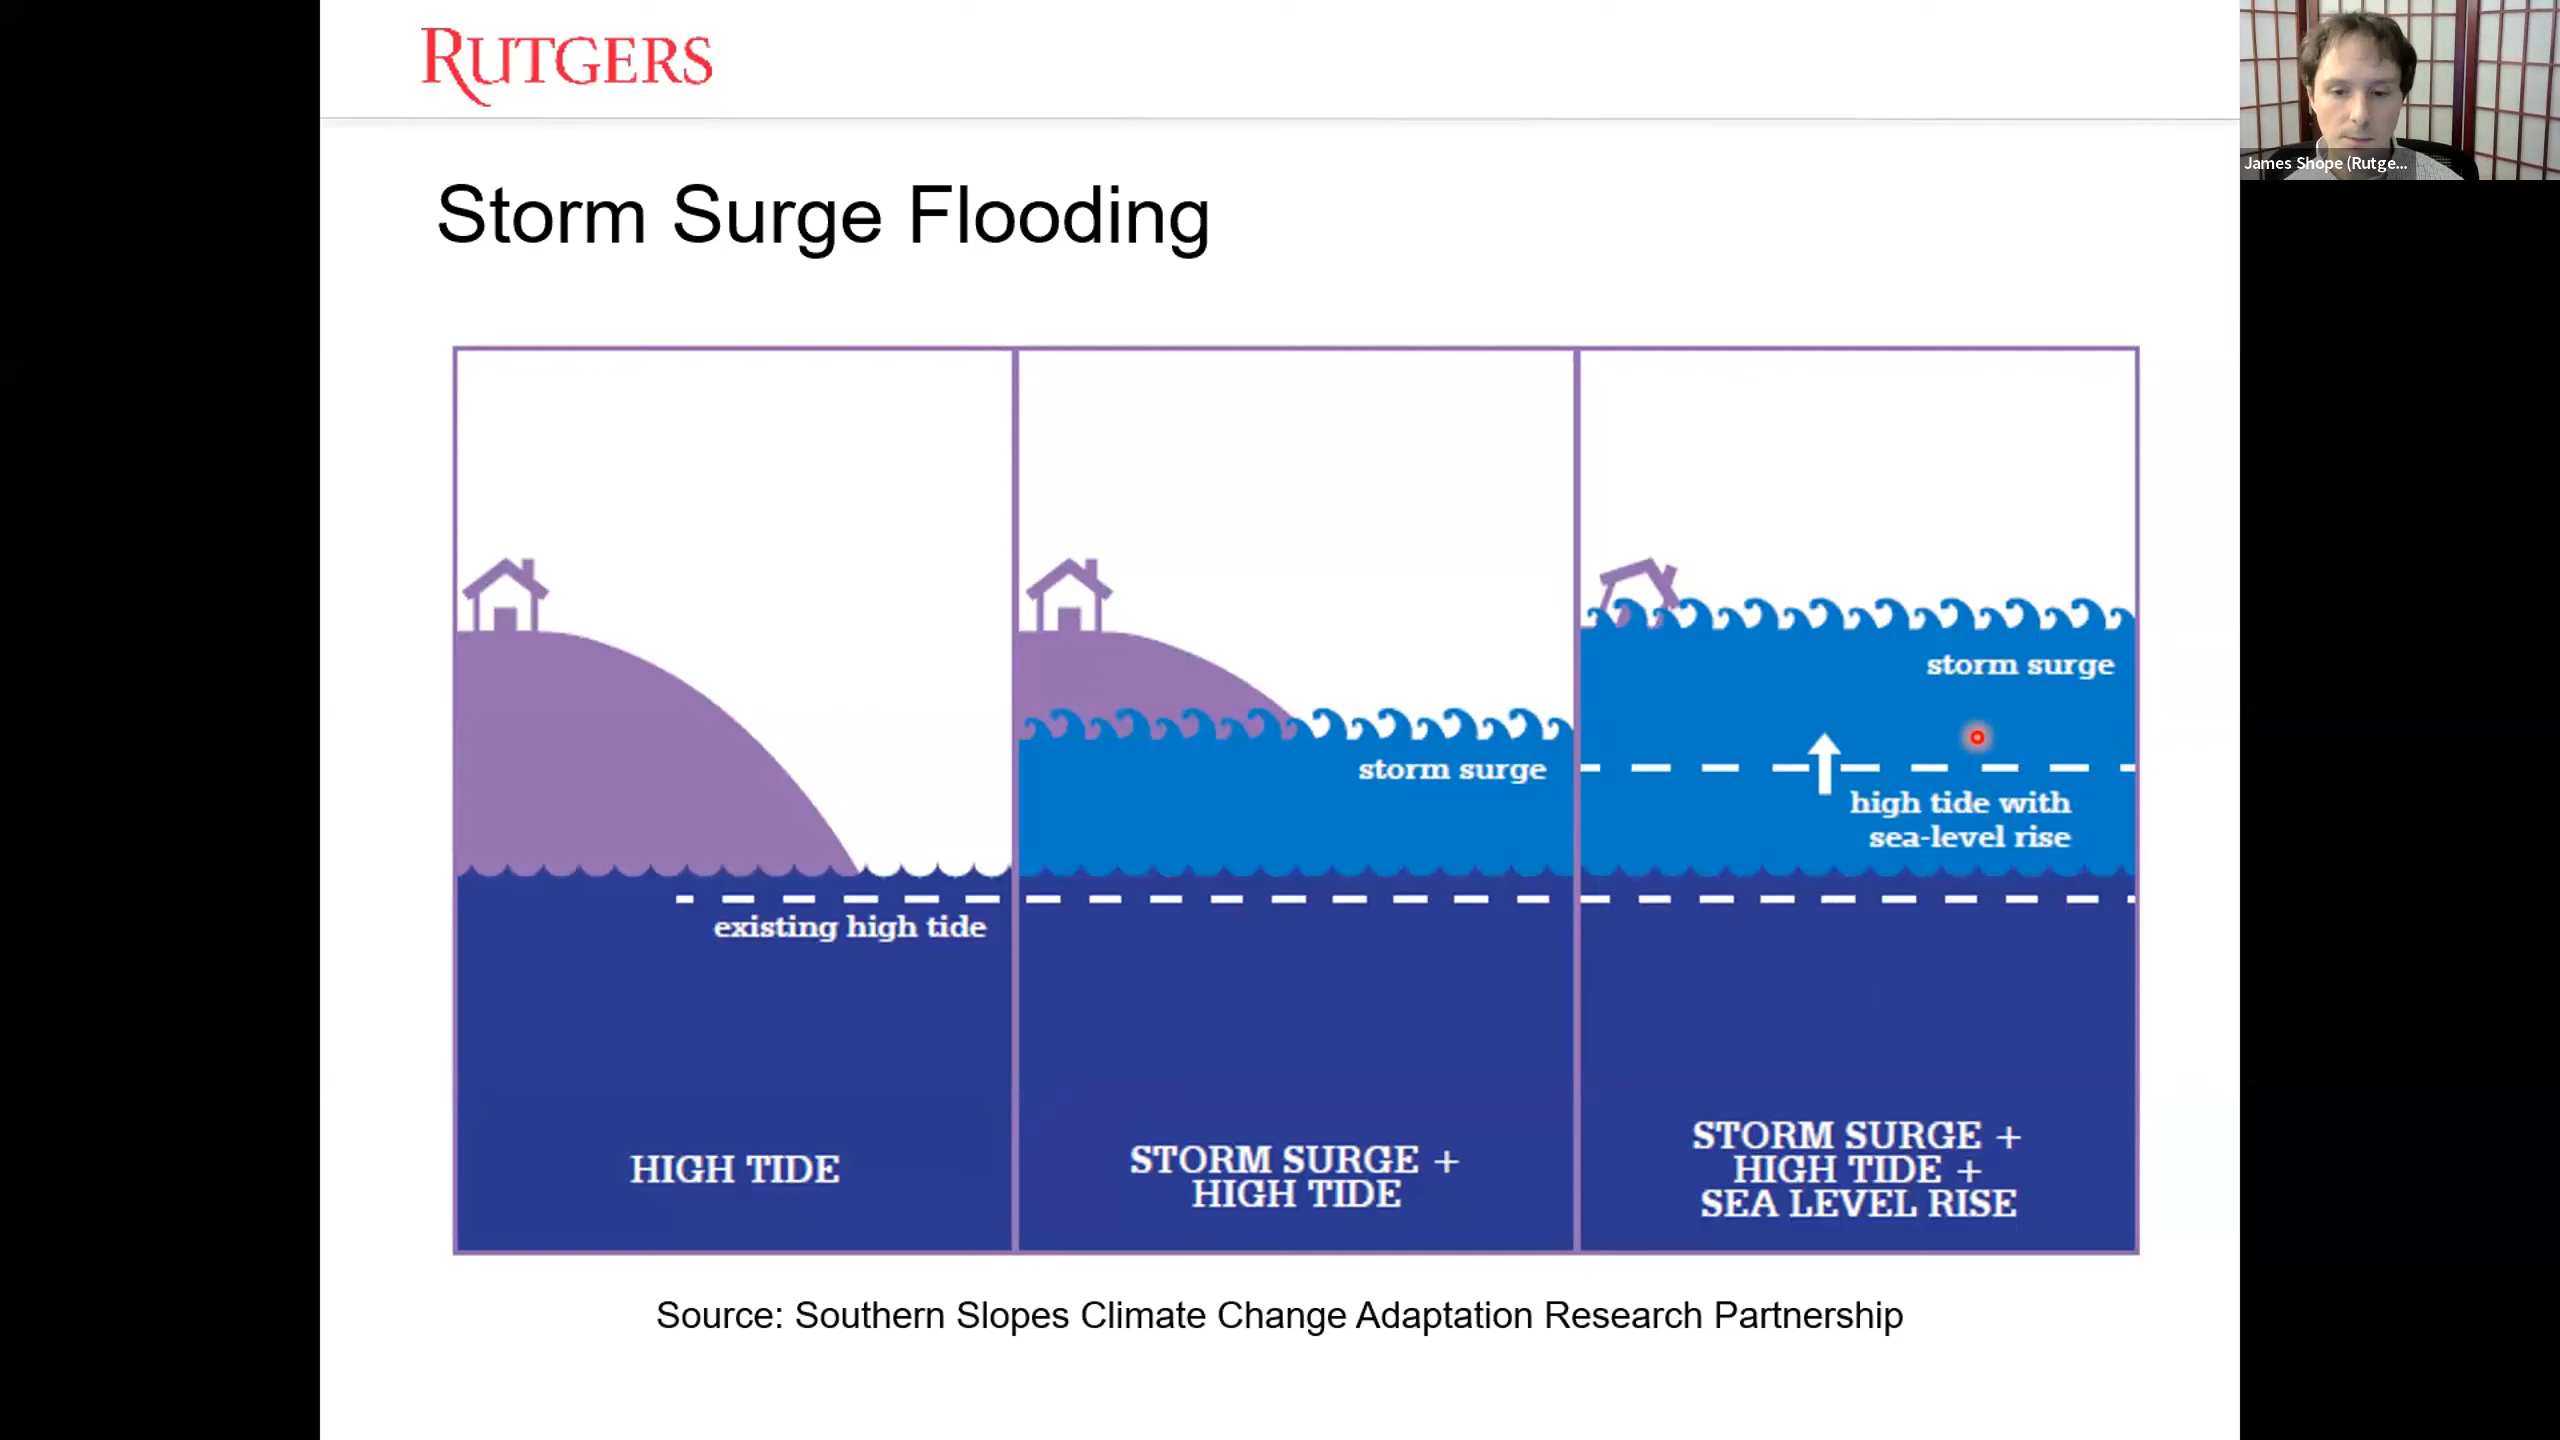 RUTGERS
James Shope (Rutge...
Storm Surge Flooding
existing high tide
HIGH TIDE
storm surge
STORM SURGE +
HIGH TIDE
storm surge
high tide with
sea-level rise
STORM SURGE +
HIGH TIDE +
SEA LEVEL RISE
Source: Southern Slopes Climate Change Adaptation Research Partnership